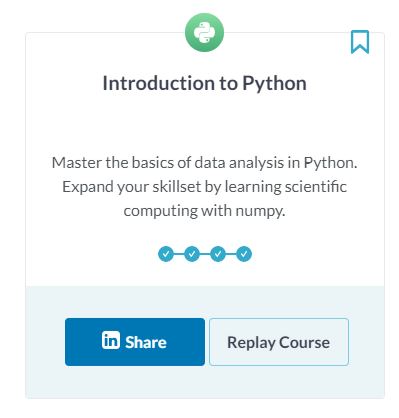 Introduction to Python
Master the basics of data analysis in Python.
Expand your skillset by learning scientific
computing with numpy.
in Share
Replay Course